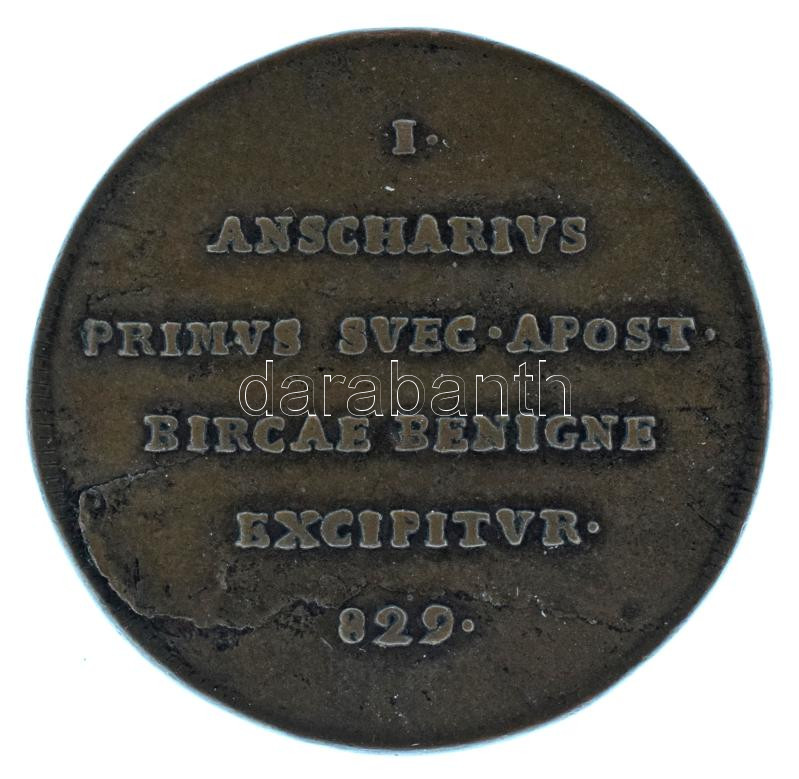 I·
ANSCHARIVS
PRIMVS SVEC·APOST·
darabanth
BIRCAE BENIGNE
EXCIPITVR·
829·